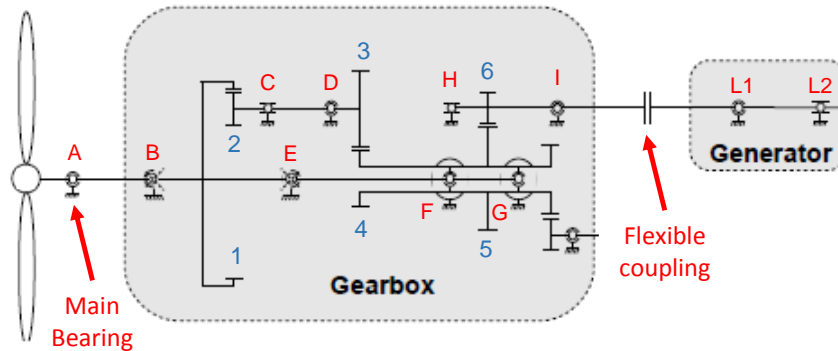 3
6
C
D
H
I
L1
L2
2
A
B
E
Generator
F
G
4
5
1
Flexible
coupling
Gearbox
Main
Bearing